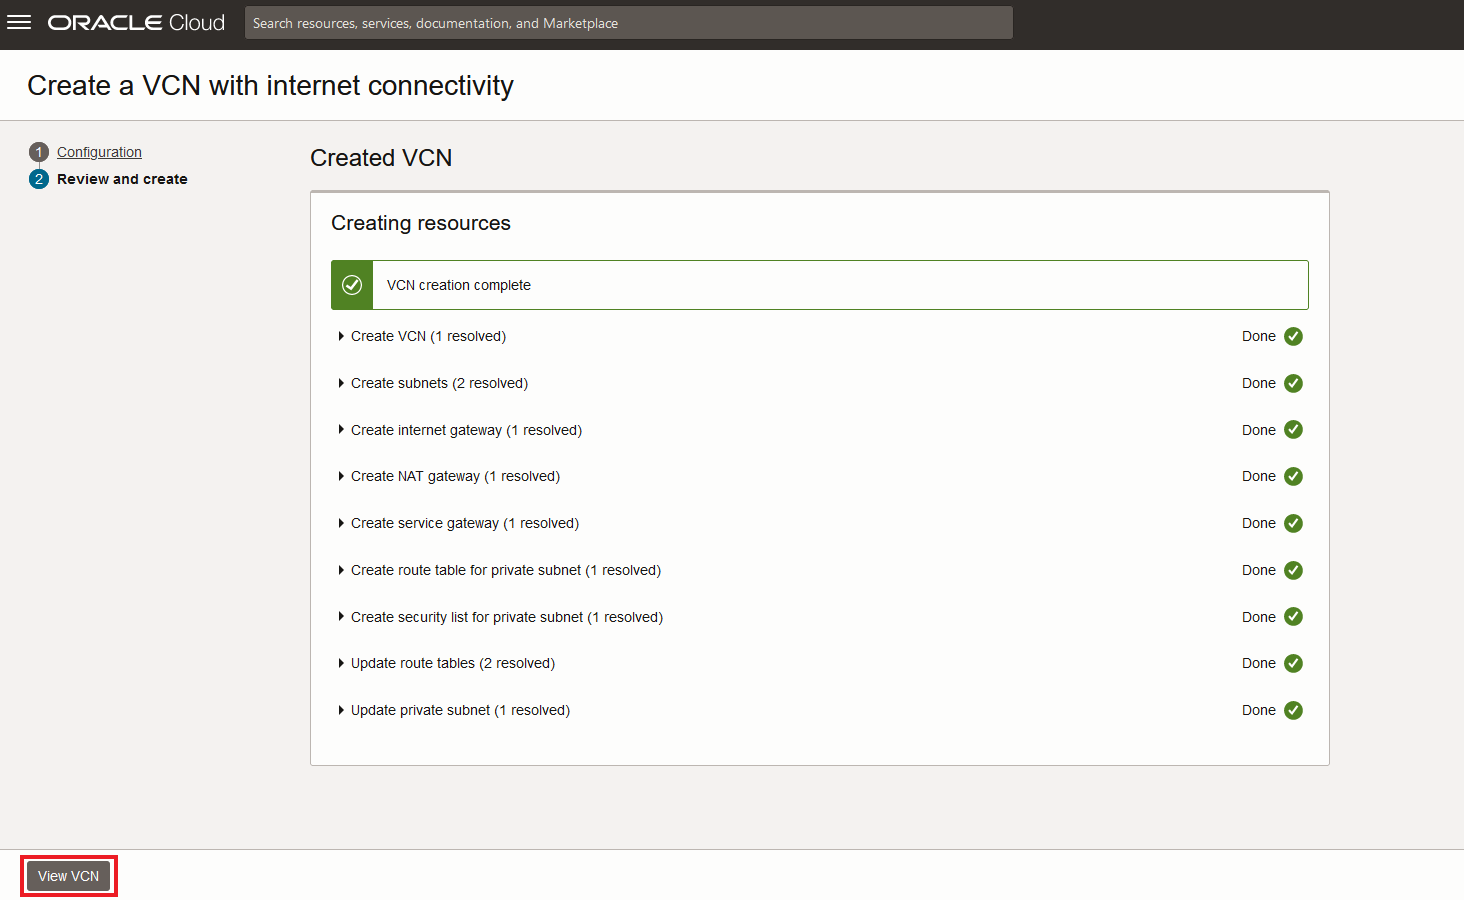 ORACLE Cloud
Search resources, services, documentation, and Marketplace
Create a VCN with internet connectivity
1 Configuration
2 Review and create
Created VCN
Creating resources
VCN creation complete
Create VCN (1 resolved) Done
Create subnets (2 resolved) Done
Create internet gateway (1 resolved) Done
Create NAT gateway (1 resolved) Done
Create service gateway (1 resolved) Done
Create route table for private subnet (1 resolved) Done
Create security list for private subnet (1 resolved) Done
Update route tables (2 resolved) Done
Update private subnet (1 resolved) Done
View VCN